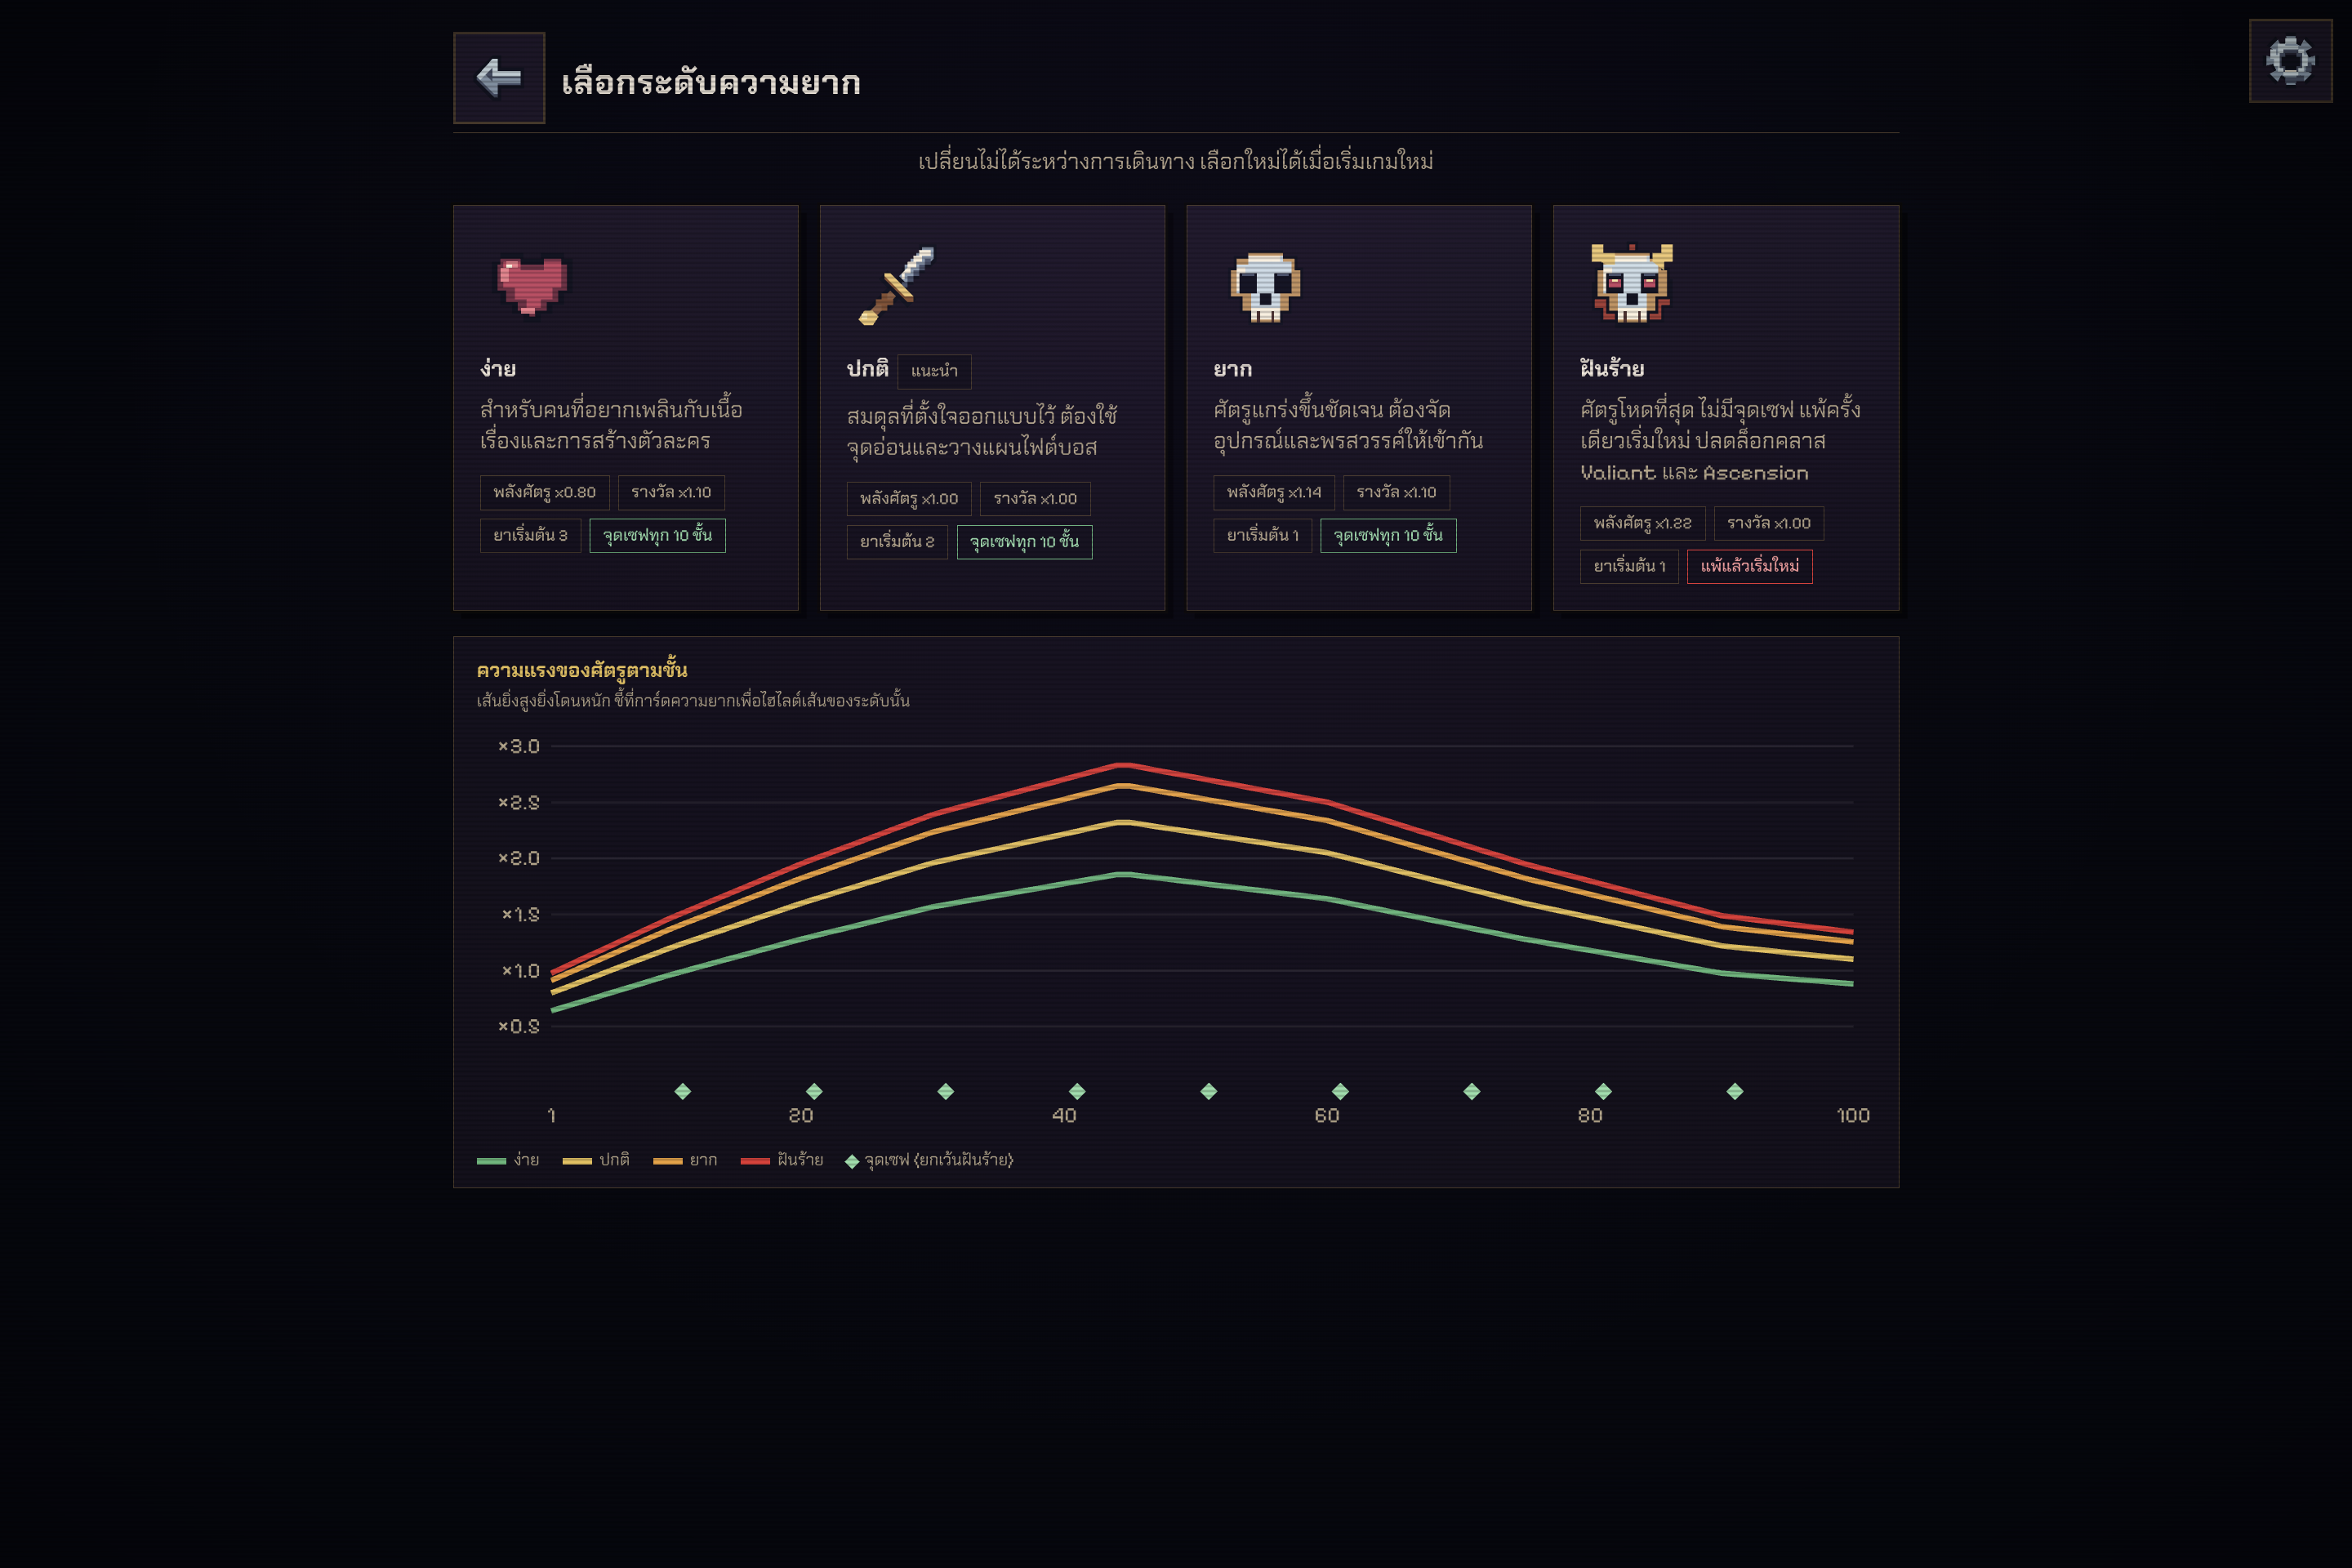 เลือกระดับความยาก
เปลี่ยนไม่ได้ระหว่างการเดินทาง เลือกใหม่ได้เมื่อเริ่มเกมใหม่
ง่าย
สำหรับคนที่อยากเพลินกับเนื้อ
เรื่องและการสร้างตัวละคร
พลังศัตรู x0.80 รางวัล x1.10
ยาเริ่มต้น 3 จุดเซฟทุก 10 ชั้น
ปกติ แนะนำ
สมดุลที่ตั้งใจออกแบบไว้ ต้องใช้
จุดอ่อนและวางแผนไฟต์บอส
พลังศัตรู x1.00 รางวัล x1.00
ยาเริ่มต้น 2 จุดเซฟทุก 10 ชั้น
ยาก
ศัตรูแกร่งขึ้นชัดเจน ต้องจัด
อุปกรณ์และพรสวรรค์ให้เข้ากัน
พลังศัตรู x1.14 รางวัล x1.10
ยาเริ่มต้น 1 จุดเซฟทุก 10 ชั้น
ฝันร้าย
ศัตรูโหดที่สุด ไม่มีจุดเซฟ แพ้ครั้ง
เดียวเริ่มใหม่ ปลดล็อกคลาส
Valiant และ Ascension
พลังศัตรู x1.22 รางวัล x1.00
ยาเริ่มต้น 1 แพ้แล้วเริ่มใหม่
ความแรงของศัตรูตามชั้น
เส้นยิ่งสูงยิ่งโดนหนัก ชี้ที่การ์ดความยากเพื่อไฮไลต์เส้นของระดับนั้น
×3.0
×2.5
×2.0
×1.5
×1.0
×0.5
1 20 40 60 80 100
ง่าย ปกติ ยาก ฝันร้าย จุดเซฟ (ยกเว้นฝันร้าย)